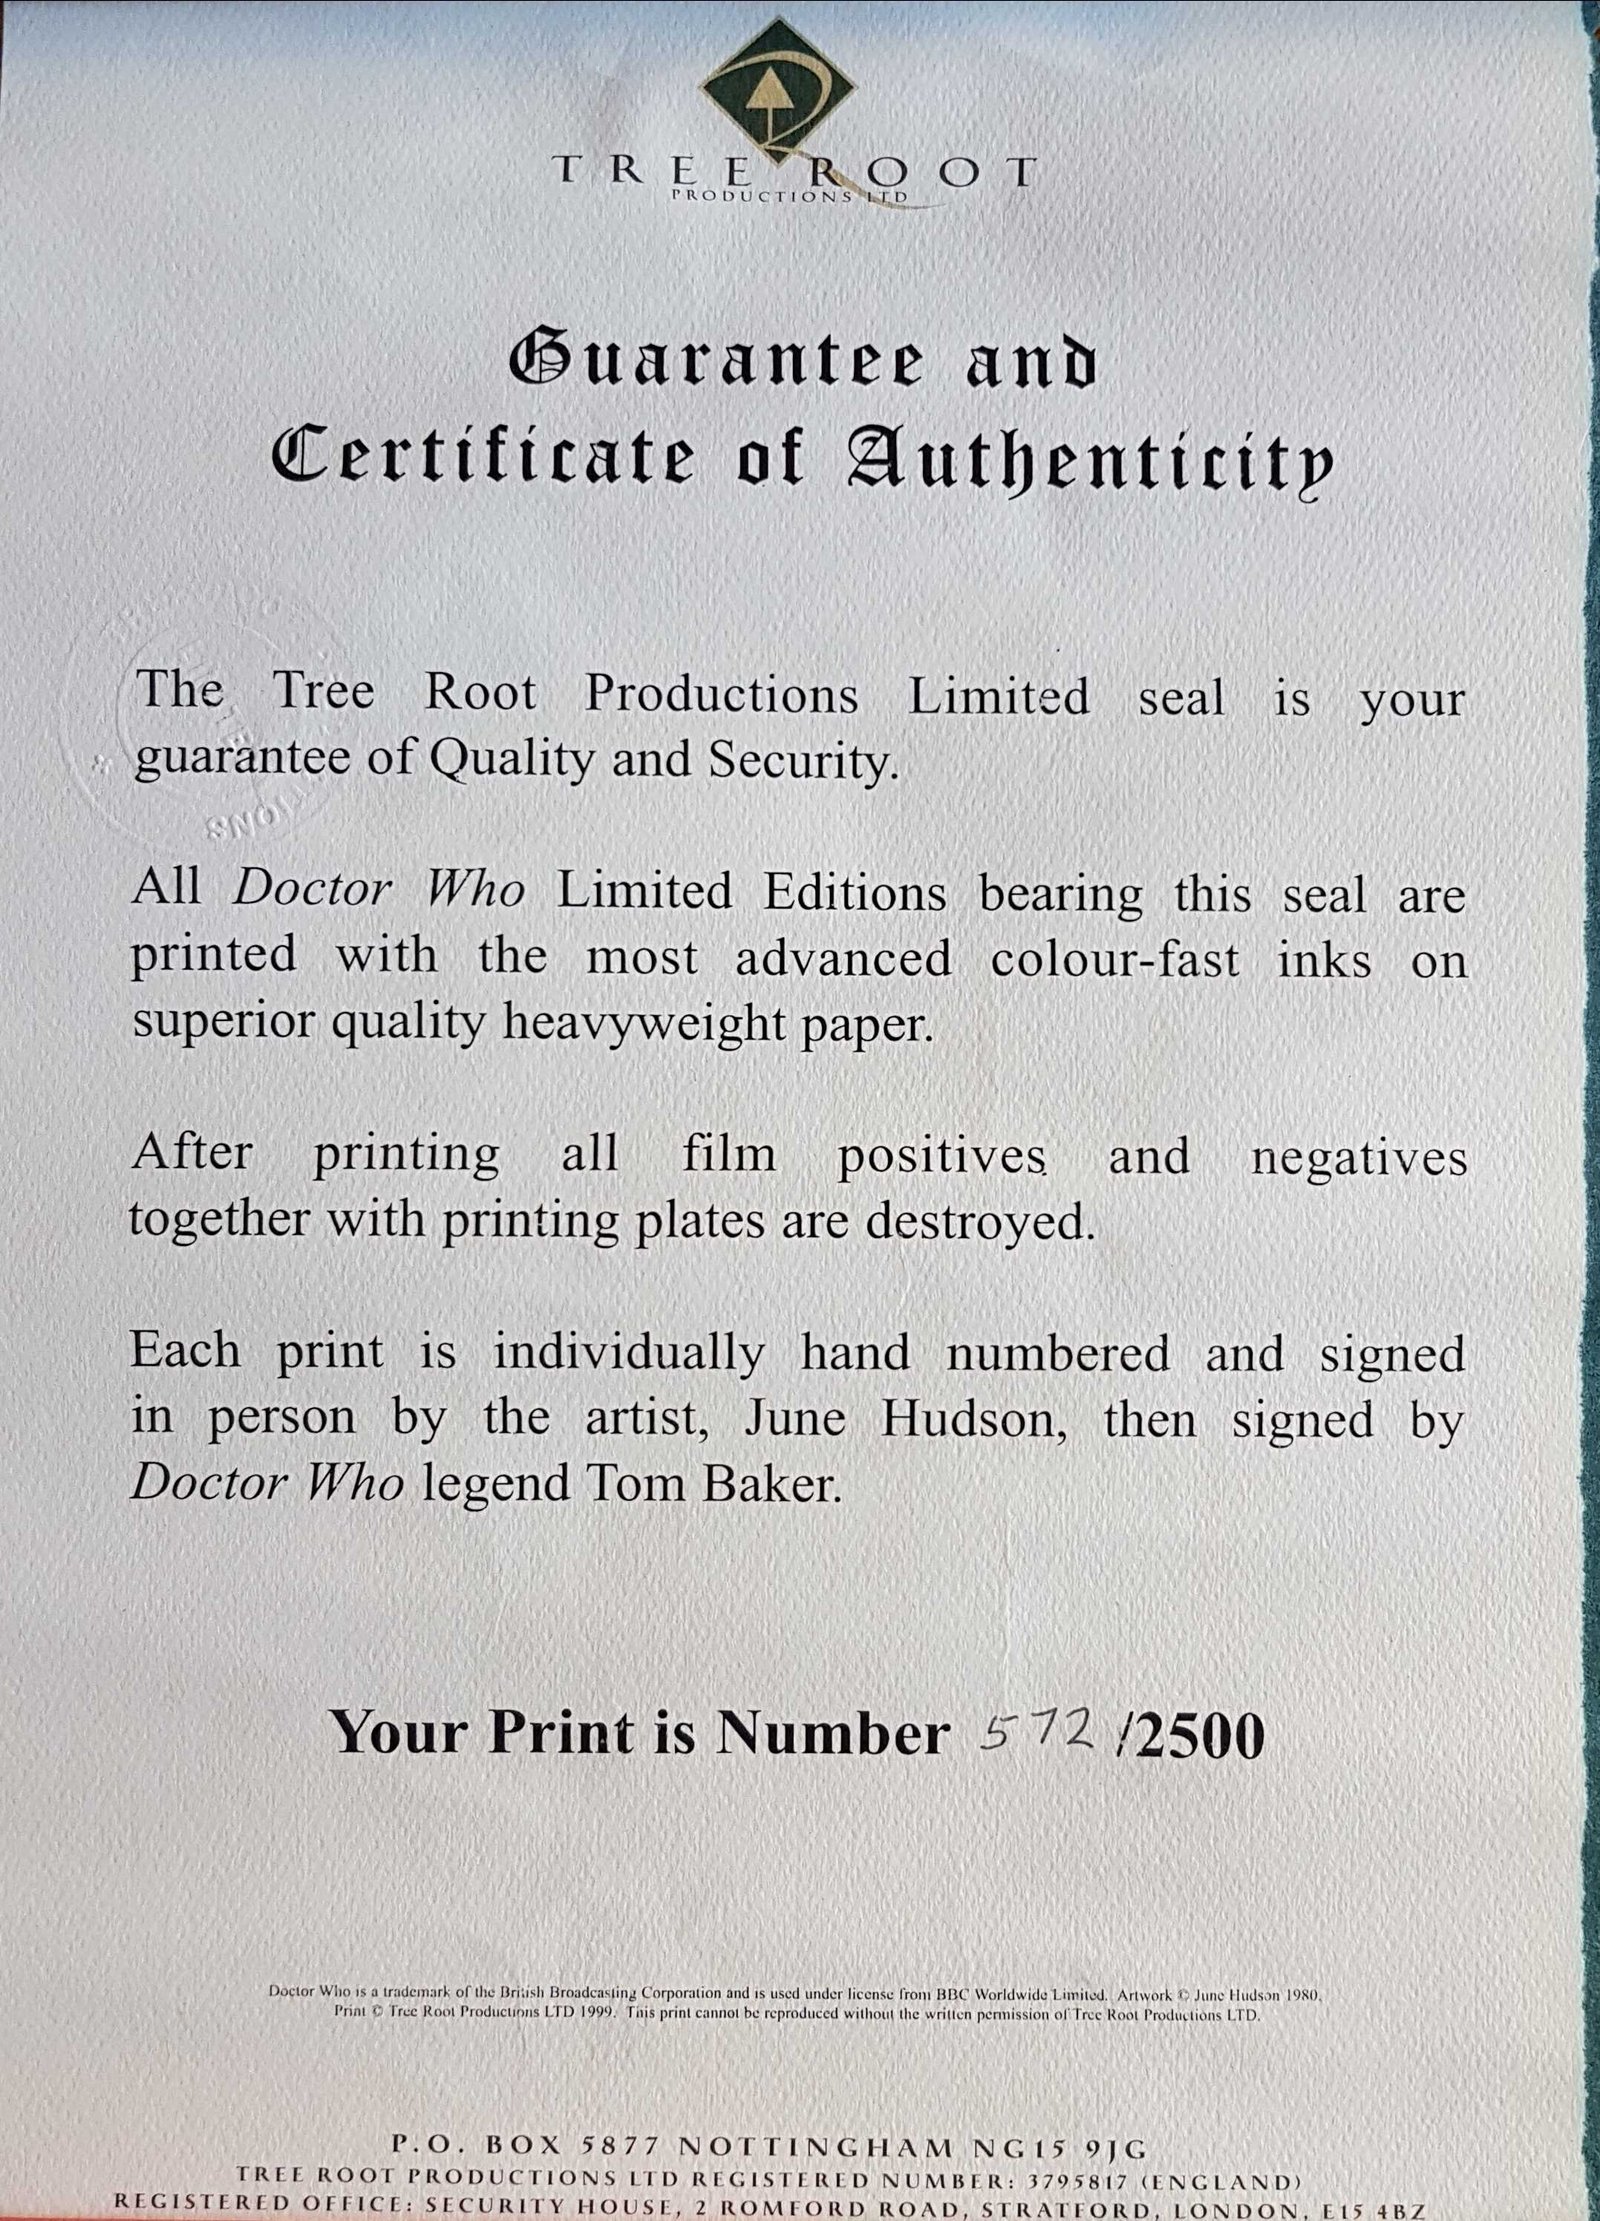 TREE ROOT
PRODUCTIONS LTD
Guarantee and
Certificate of Authenticity
The Tree Root Productions Limited seal is your
guarantee of Quality and Security.
TIONS
All Doctor Who Limited Editions bearing this seal are
printed with the most advanced colour-fast inks on
superior quality heavyweight paper.
After printing all film positives and negatives
together with printing plates are destroyed.
Each print is individually hand numbered and signed
in person by the artist, June Hudson, then signed by
Doctor Who legend Tom Baker.
Your Print is Number 572 /2500
Doctor Who is a trademark of the British Broadcasting Corporation and is used under license from BBC Worldwide Limited. Artwork © June Hudson 1980.
Print © Tree Root Productions LTD 1999. This print cannot be reproduced without the written permission of Tree Root Productions LTD.
P.O. BOX 5877 NOTTINGHAM NG15 9JG
TREE ROOT PRODUCTIONS LTD REGISTERED NUMBER: 3795817 (ENGLAND)
REGISTERED OFFICE: SECURITY HOUSE, 2 ROMFORD ROAD, STRATFORD, LONDON, E15 4BZ